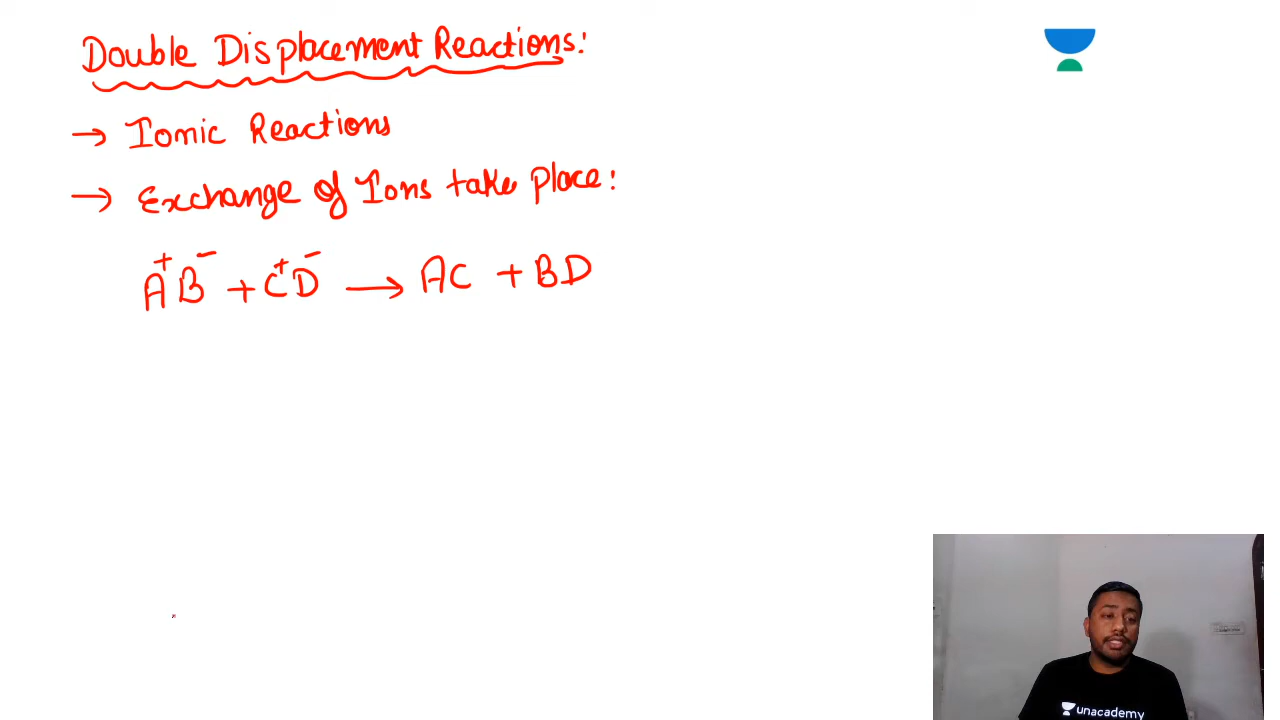 Double Displacement Reactions:
→ Ionic Reactions
→ Exchange of Ions take place:
A⁺B⁻ + C⁺D⁻ → AC + BD
unacademy